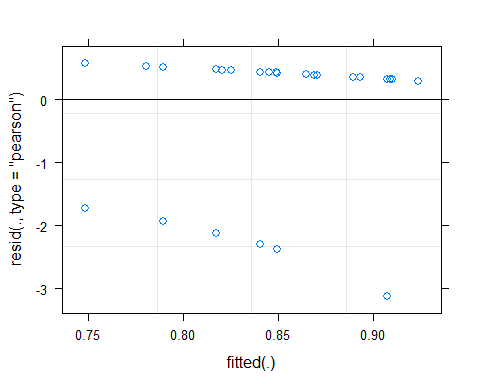 resid(., type = "pearson")
0
-1
-2
-3
0.75 0.80 0.85 0.90
fitted(.)